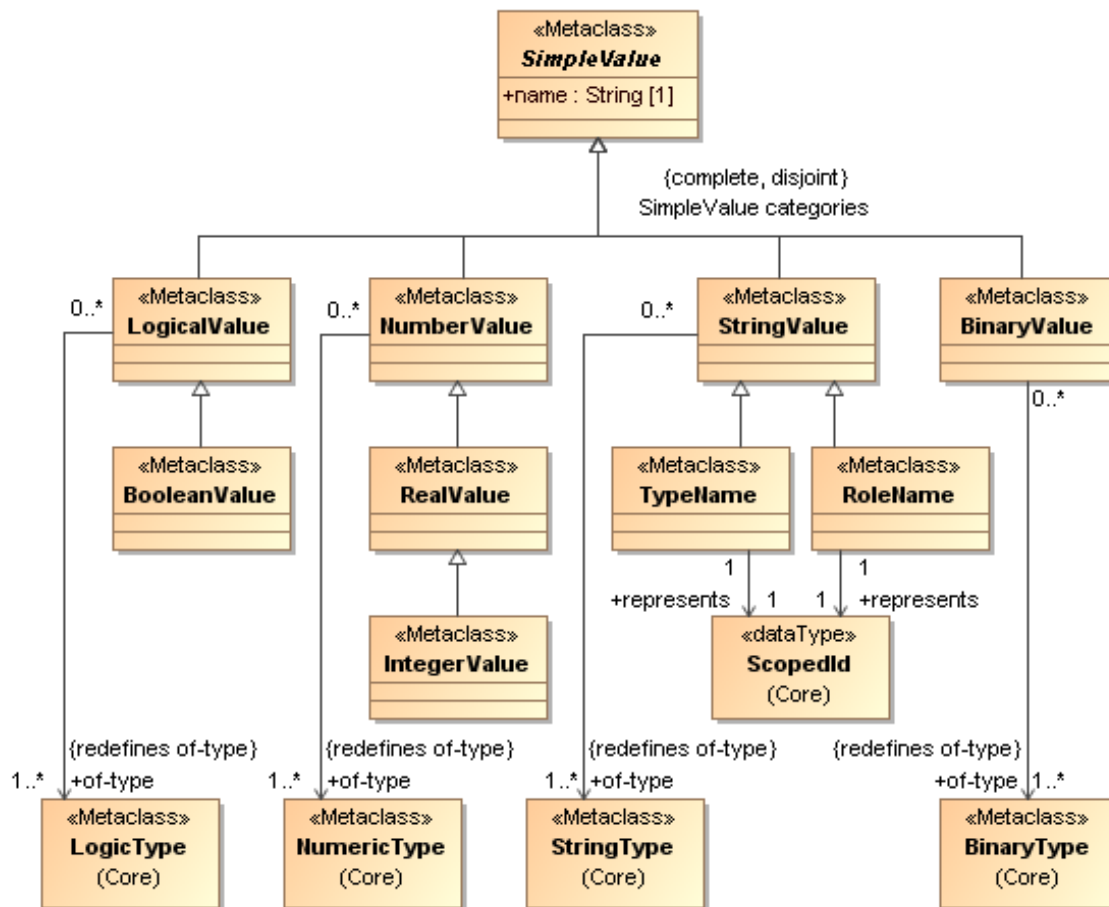 «Metaclass»
SimpleValue
+name : String [1]
{complete, disjoint}
SimpleValue categories
«Metaclass»
LogicalValue
0..*
«Metaclass»
NumberValue
0..*
«Metaclass»
StringValue
0..*
«Metaclass»
BinaryValue
0..*
«Metaclass»
BooleanValue
«Metaclass»
RealValue
«Metaclass»
TypeName
«Metaclass»
RoleName
1
+represents
1
1
1
+represents
«Metaclass»
IntegerValue
«dataType»
ScopedId
(Core)
{redefines of-type}
1..*
+of-type
{redefines of-type}
1..*
+of-type
{redefines of-type}
1..*
+of-type
{redefines of-type}
+of-type
1..*
«Metaclass»
LogicType
(Core)
«Metaclass»
NumericType
(Core)
«Metaclass»
StringType
(Core)
«Metaclass»
BinaryType
(Core)